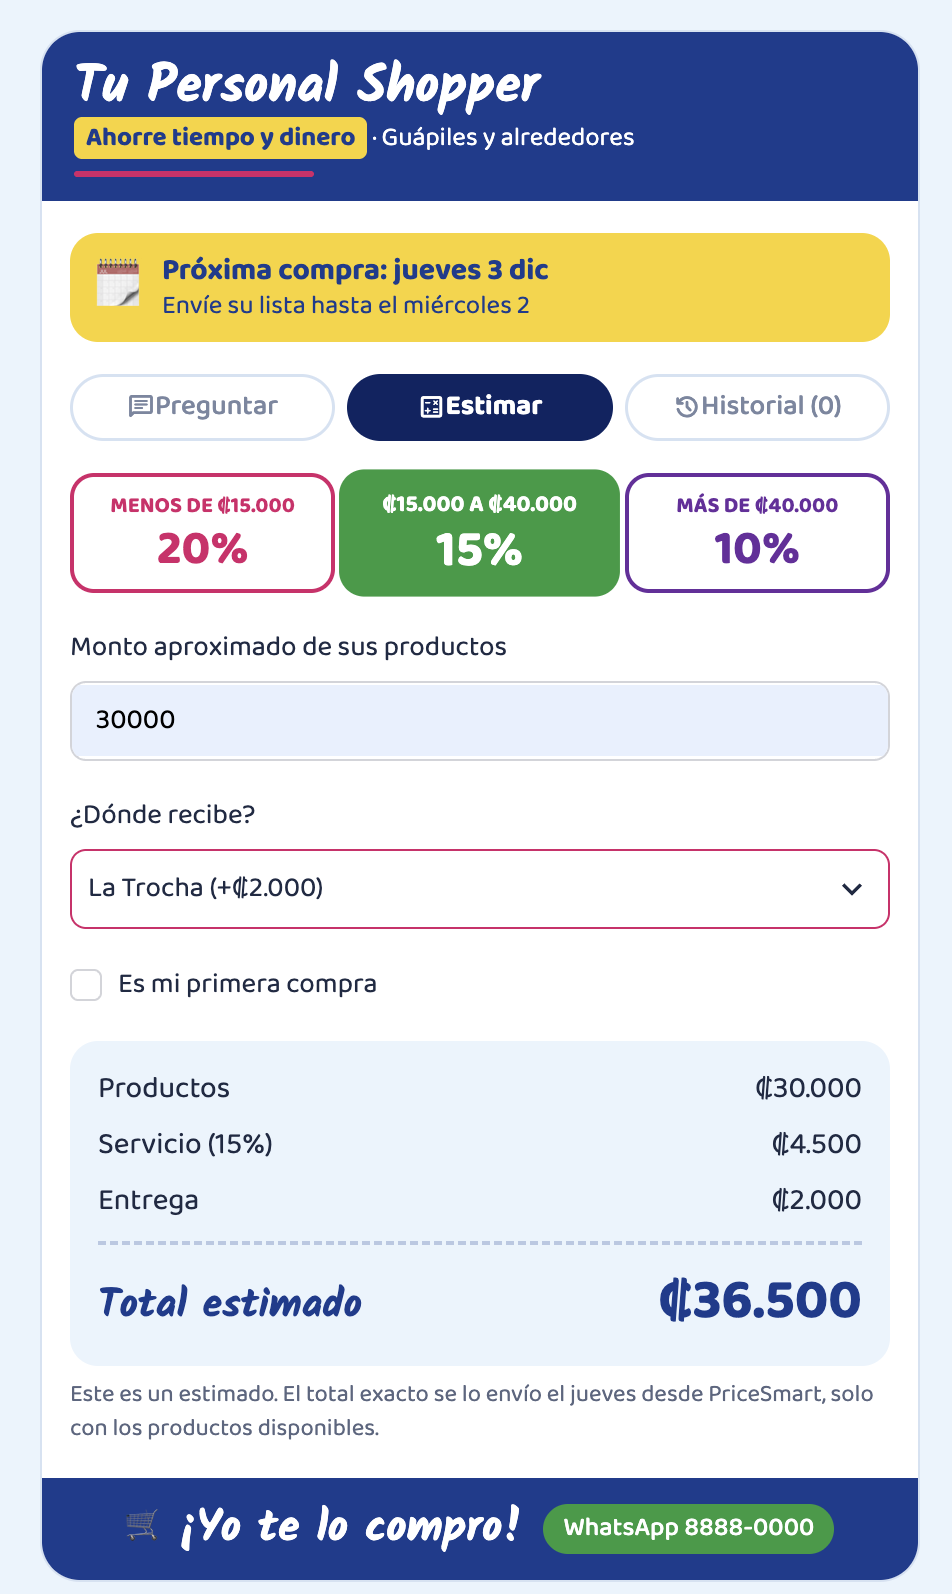 Tu Personal Shopper
Ahorre tiempo y dinero · Guápiles y alrededores
Próxima compra: jueves 3 dic
Envíe su lista hasta el miércoles 2
Preguntar Estimar Historial (0)
MENOS DE ₡15.000 ₡15.000 A ₡40.000 MÁS DE ₡40.000
20% 15% 10%
Monto aproximado de sus productos
30000
¿Dónde recibe?
La Trocha (+₡2.000)
Es mi primera compra
Productos ₡30.000
Servicio (15%) ₡4.500
Entrega ₡2.000
Total estimado ₡36.500
Este es un estimado. El total exacto se lo envío el jueves desde PriceSmart, solo
con los productos disponibles.
¡Yo te lo compro! WhatsApp 8888-0000